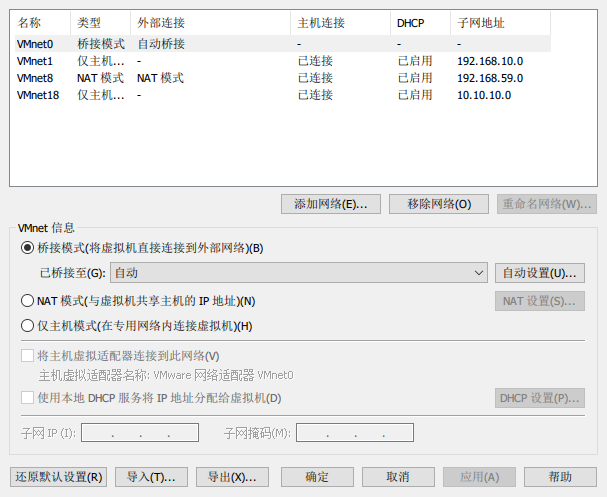 名称 类型 外部连接 主机连接 DHCP 子网地址
VMnet0 桥接模式 自动桥接 - - -
VMnet1 仅主机... - 已连接 已启用 192.168.10.0
VMnet8 NAT 模式 NAT 模式 已连接 已启用 192.168.59.0
VMnet18 仅主机... - 已连接 已启用 10.10.10.0
添加网络(E)... 移除网络(O) 重命名网络(W)...
VMnet 信息
桥接模式(将虚拟机直接连接到外部网络)(B)
已桥接至(G): 自动 自动设置(U)...
NAT 模式(与虚拟机共享主机的 IP 地址)(N) NAT 设置(S)...
仅主机模式(在专用网络内连接虚拟机)(H)
将主机虚拟适配器连接到此网络(V)
主机虚拟适配器名称: VMware 网络适配器 VMnet0
使用本地 DHCP 服务将 IP 地址分配给虚拟机(D) DHCP 设置(P)...
子网 IP (I): . . . 子网掩码(M): . . .
还原默认设置(R) 导入(T)... 导出(X)... 确定 取消 应用(A) 帮助